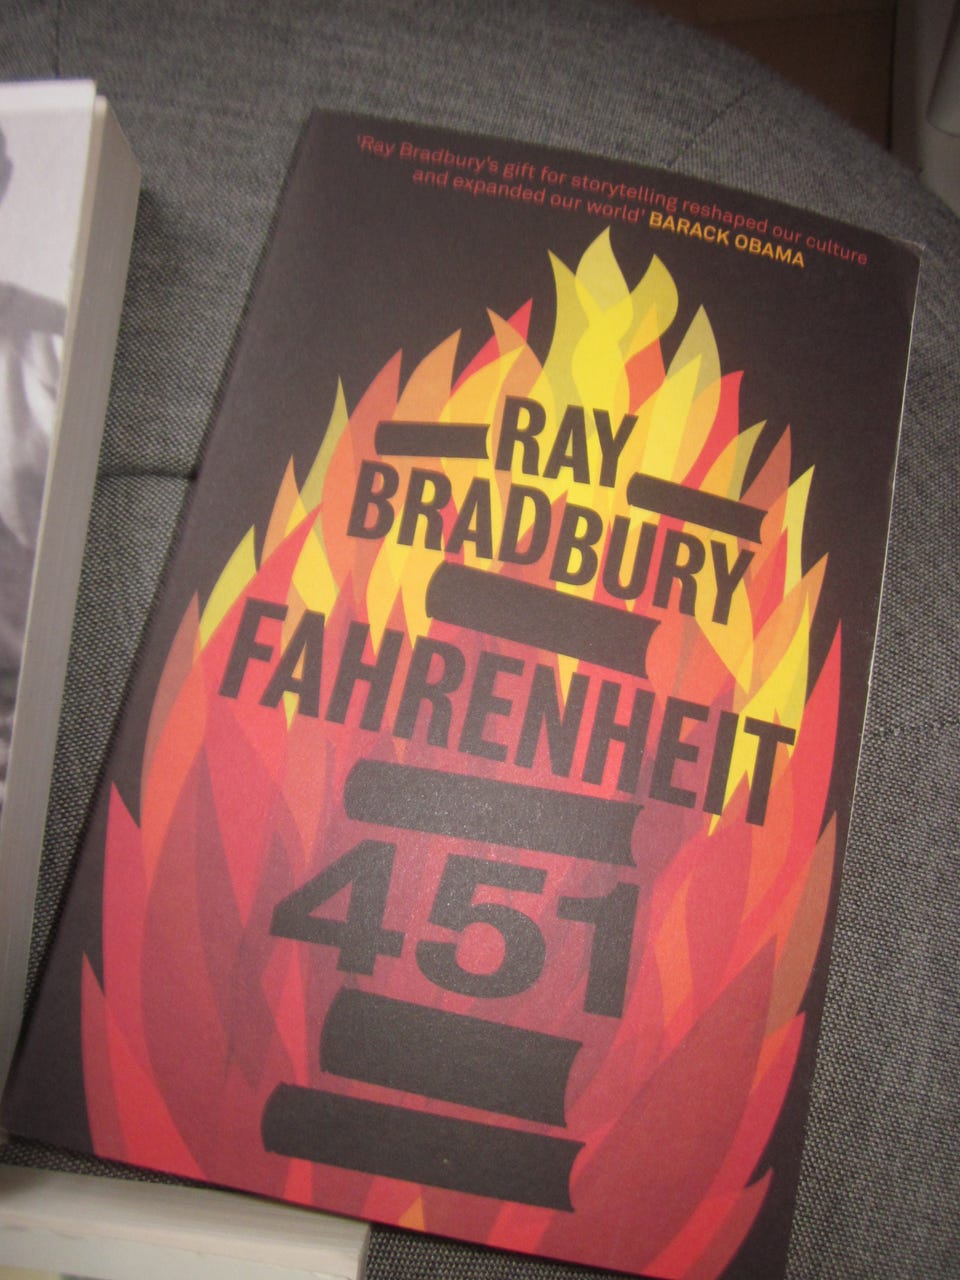 'Ray Bradbury's gift for storytelling reshaped our culture
and expanded our world' BARACK OBAMA
RAY
BRADBURY
FAHRENHEIT
451